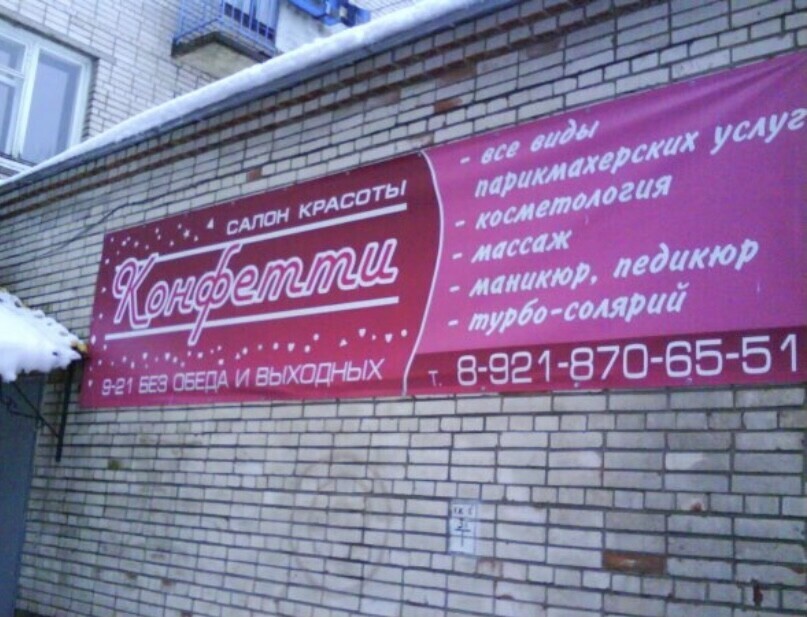 САЛОН КРАСОТЫ
Конфетти
9-21 БЕЗ ОБЕДА И ВЫХОДНЫХ
- все виды
парикмахерских услуг
- косметология
- массаж
- маникюр, педикюр
- турбо-солярий
т. 8-921-870-65-51